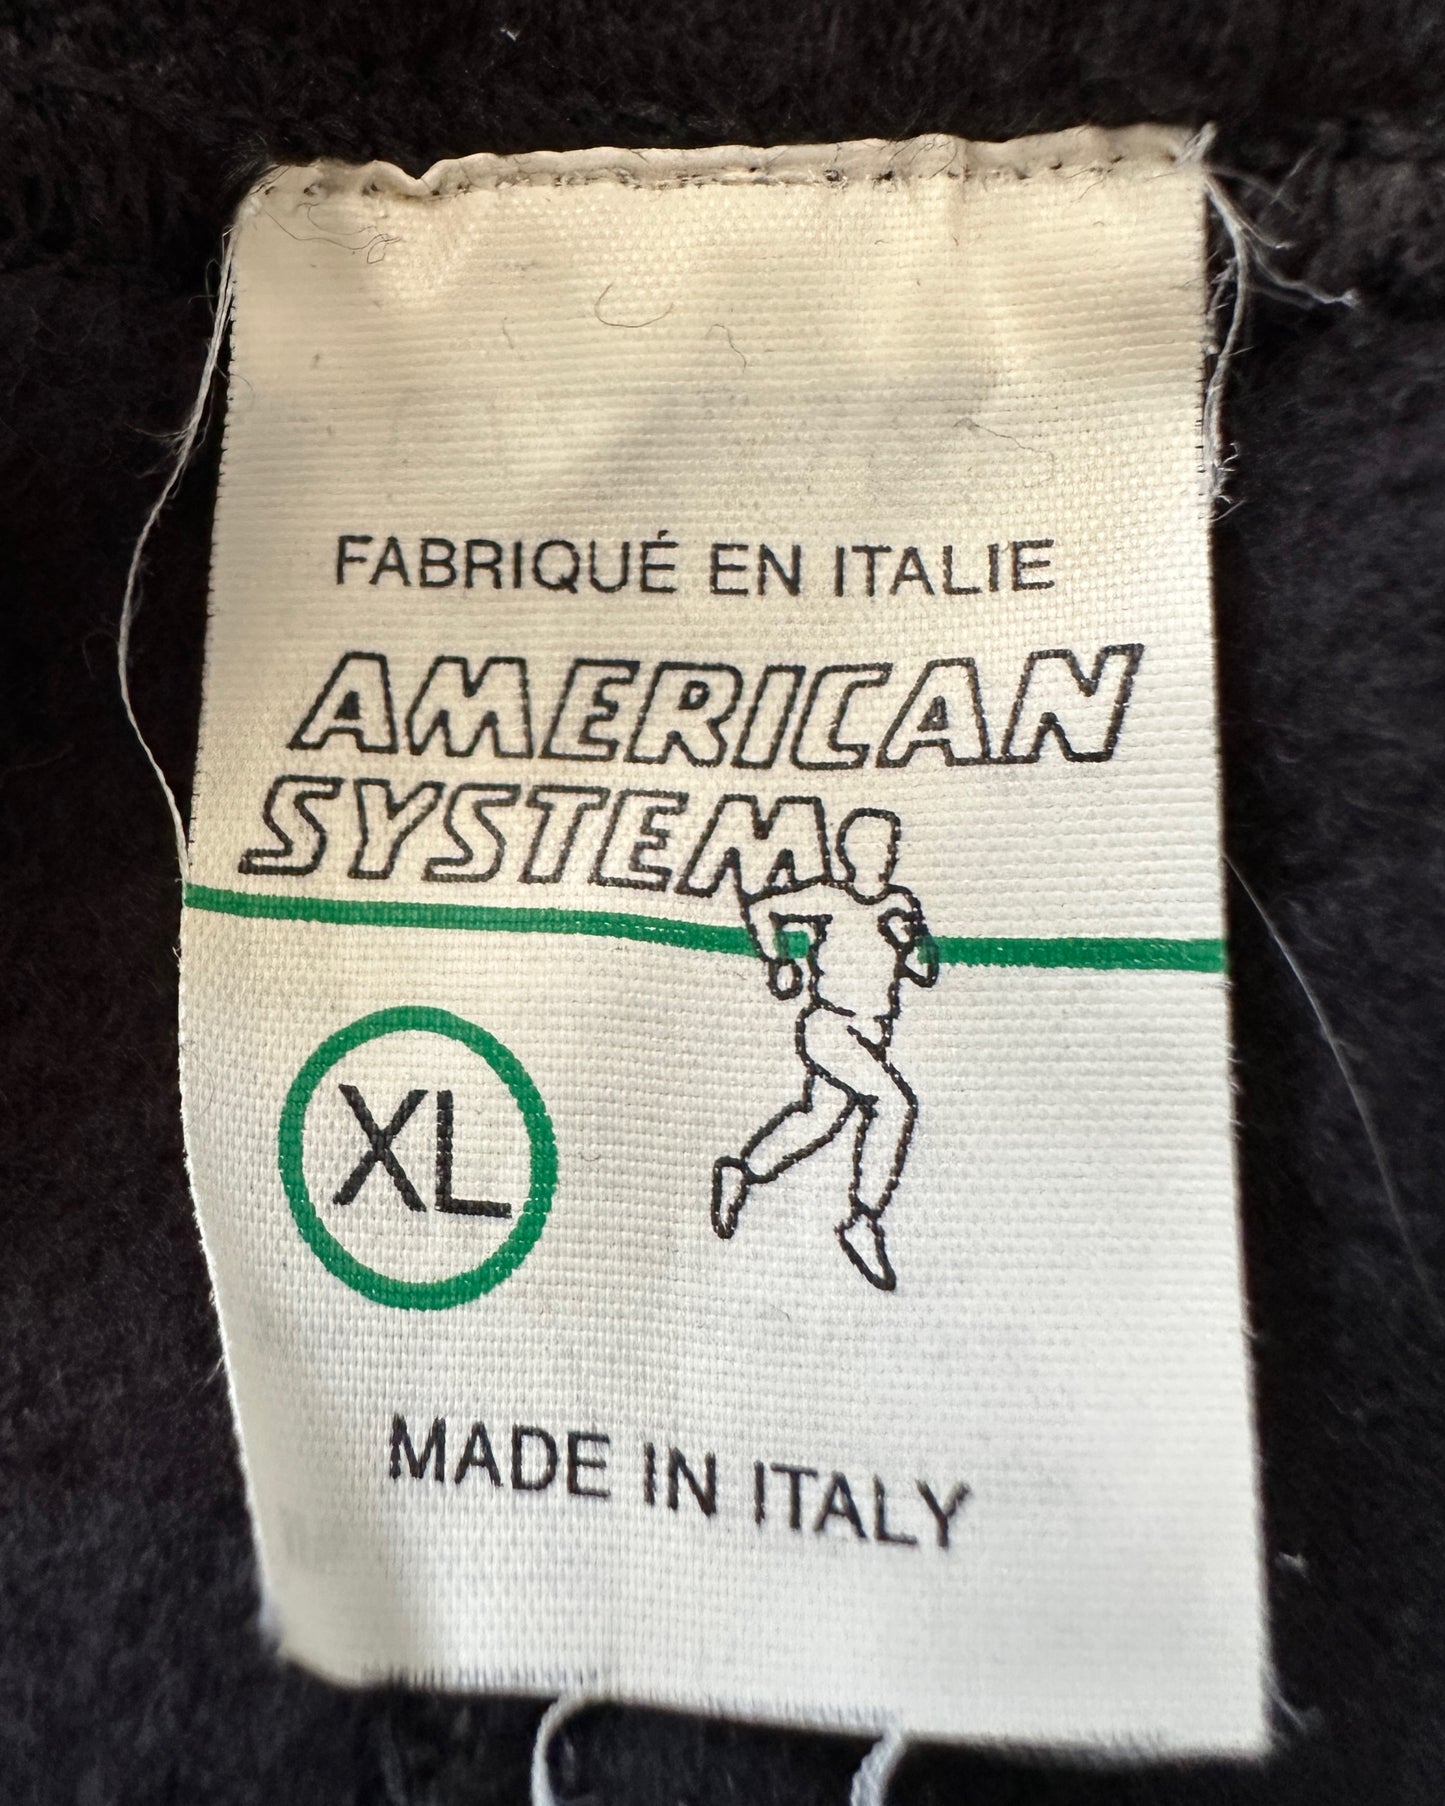 FABRIQUÉ EN ITALIE
AMERICAN
SYSTEM
XL
MADE IN ITALY